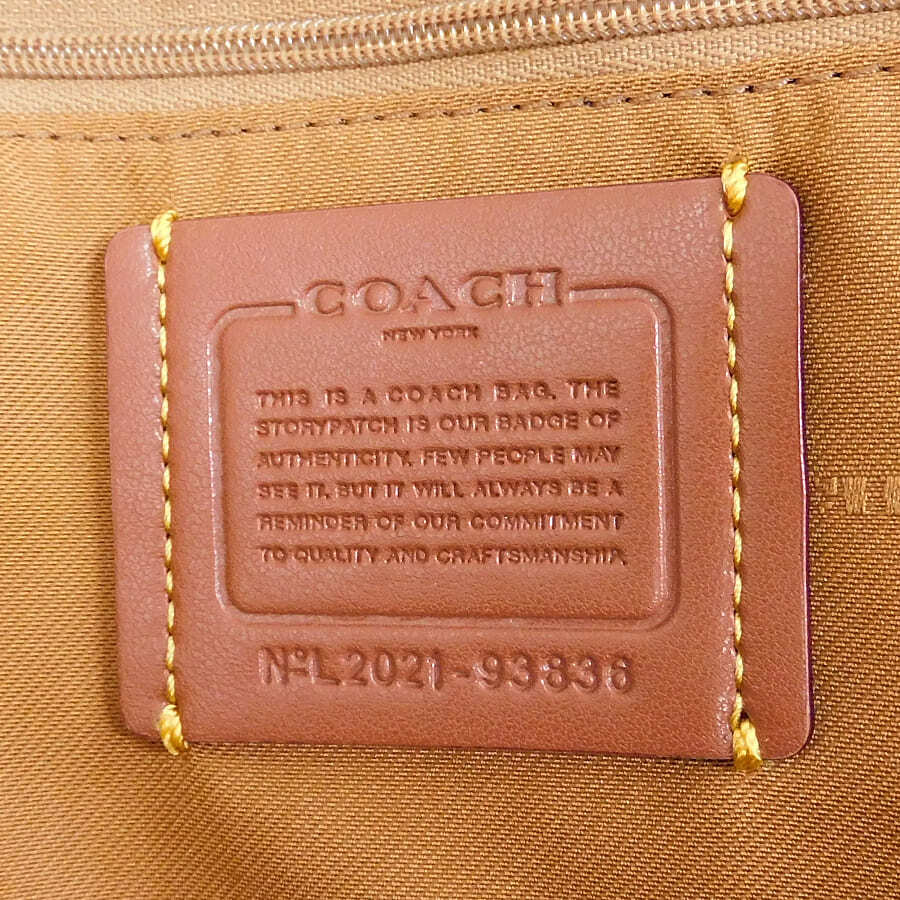 COACH
NEW YORK
THIS IS A COACH BAG. THE
STORYPATCH IS OUR BADGE OF
AUTHENTICITY. FEW PEOPLE MAY
SEE IT, BUT IT WILL ALWAYS BE A
REMINDER OF OUR COMMITMENT
TO QUALITY AND CRAFTSMANSHIP.
NºL2021-93836